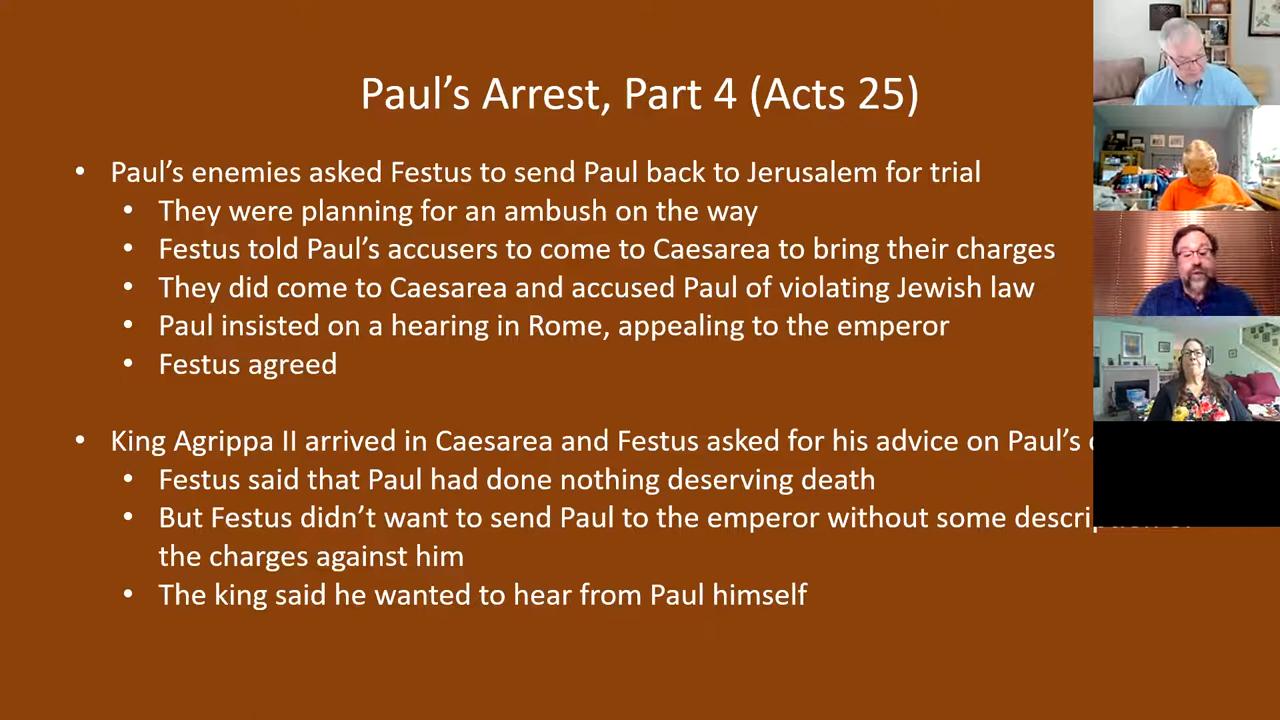 Paul’s Arrest, Part 4 (Acts 25)
• Paul’s enemies asked Festus to send Paul back to Jerusalem for trial
• They were planning for an ambush on the way
• Festus told Paul’s accusers to come to Caesarea to bring their charges
• They did come to Caesarea and accused Paul of violating Jewish law
• Paul insisted on a hearing in Rome, appealing to the emperor
• Festus agreed
• King Agrippa II arrived in Caesarea and Festus asked for his advice on Paul’s
• Festus said that Paul had done nothing deserving death
• But Festus didn’t want to send Paul to the emperor without some description of
the charges against him
• The king said he wanted to hear from Paul himself